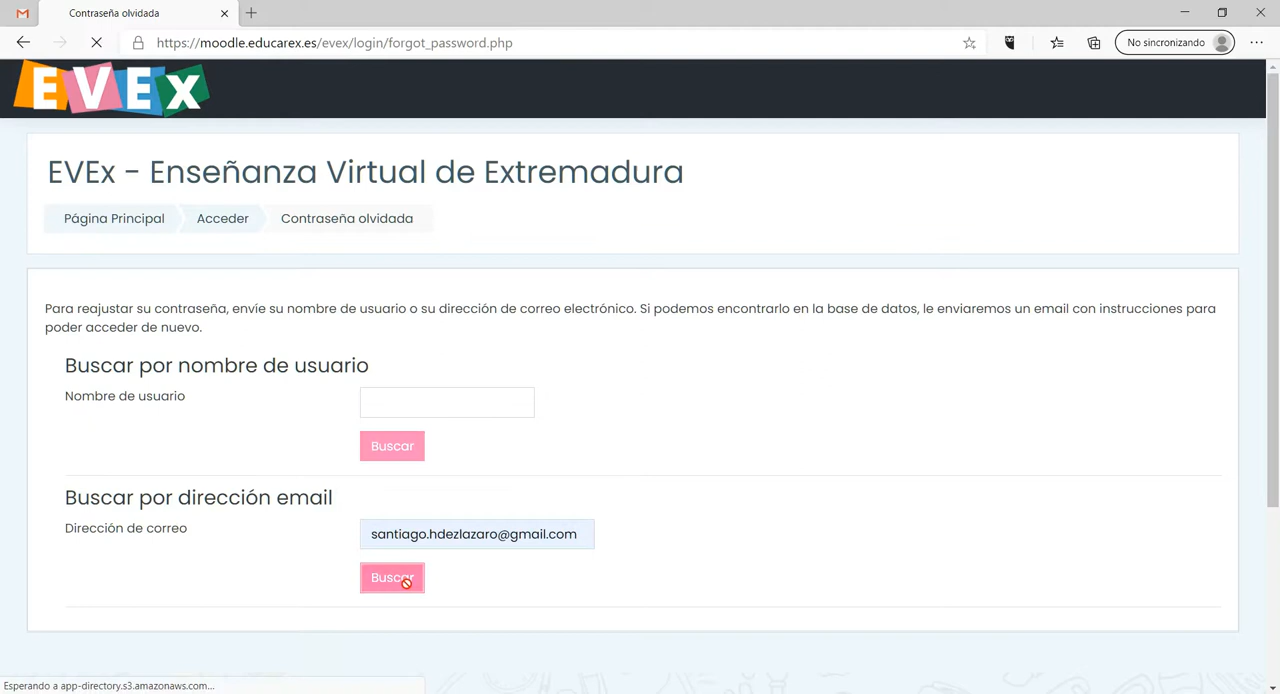 Contraseña olvidada
https://moodle.educarex.es/evex/login/forgot_password.php
No sincronizando
EVEx
EVEx - Enseñanza Virtual de Extremadura
Página Principal
Acceder
Contraseña olvidada
Para reajustar su contraseña, envíe su nombre de usuario o su dirección de correo electrónico. Si podemos encontrarlo en la base de datos, le enviaremos un email con instrucciones para
poder acceder de nuevo.
Buscar por nombre de usuario
Nombre de usuario
Buscar
Buscar por dirección email
Dirección de correo
santiago.hdezlazaro@gmail.com
Buscar
Esperando a app-directory.s3.amazonaws.com...